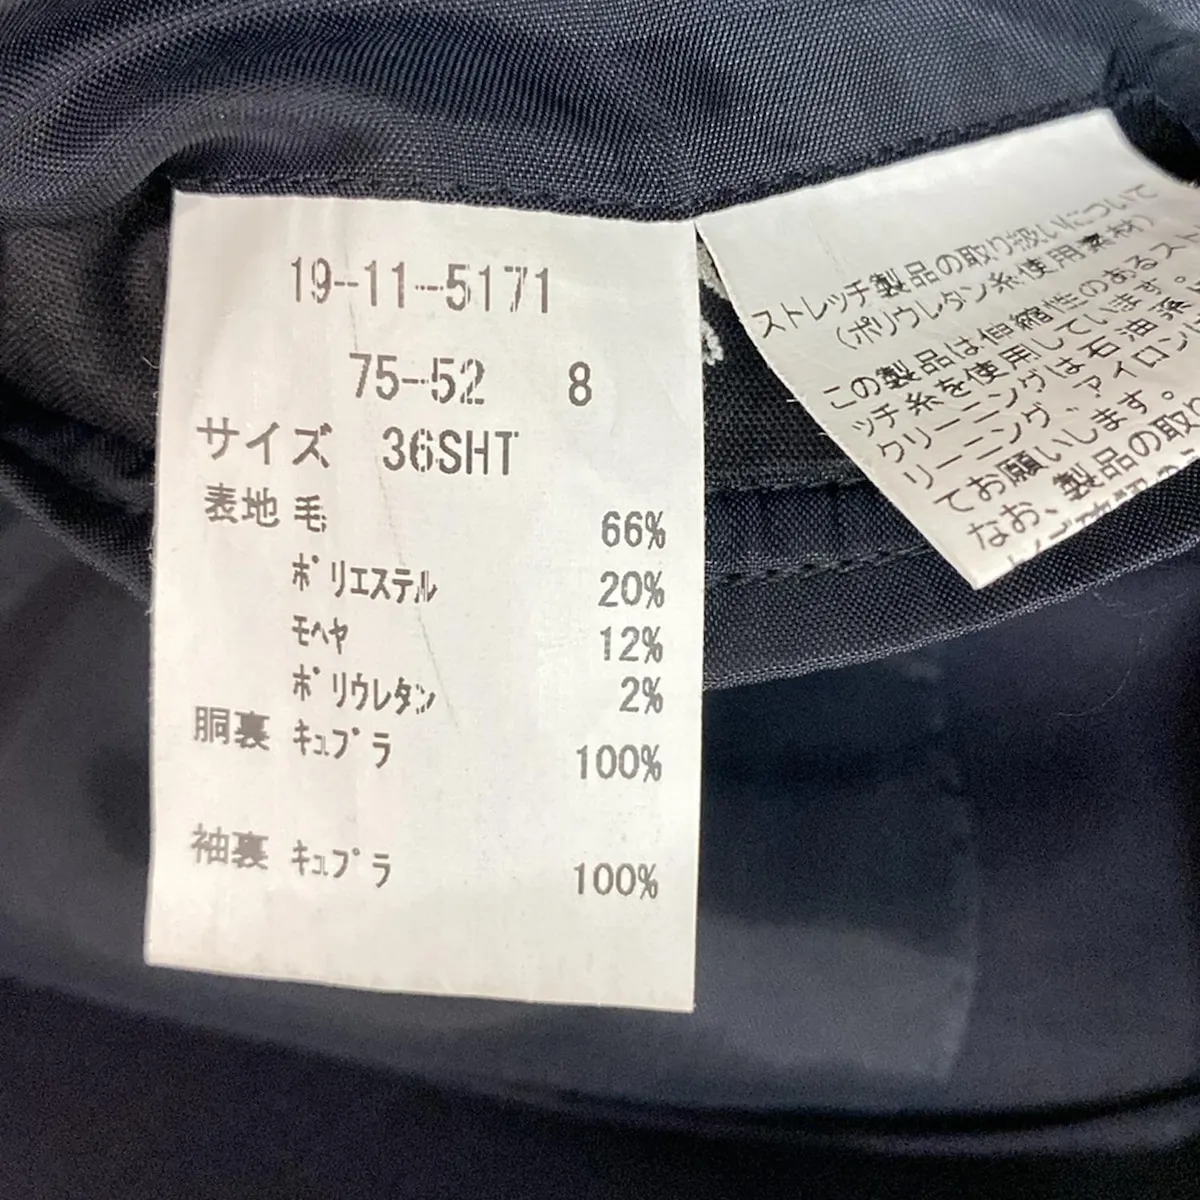 19-11-5171
75-52 8
サイズ 36SHT
表地 毛 66%
ポリエステル 20%
モヘヤ 12%
ポリウレタン 2%
胴裏 キュプラ 100%
袖裏 キュプラ 100%
ストレッチ製品の取り扱いについて
(ポリウレタン糸使用素材)
この製品は伸縮性のあるスト
ッチ糸を使用しています。
クリーニングは石油系
リーニング、アイロン
てお願いします。
なお、製品の取